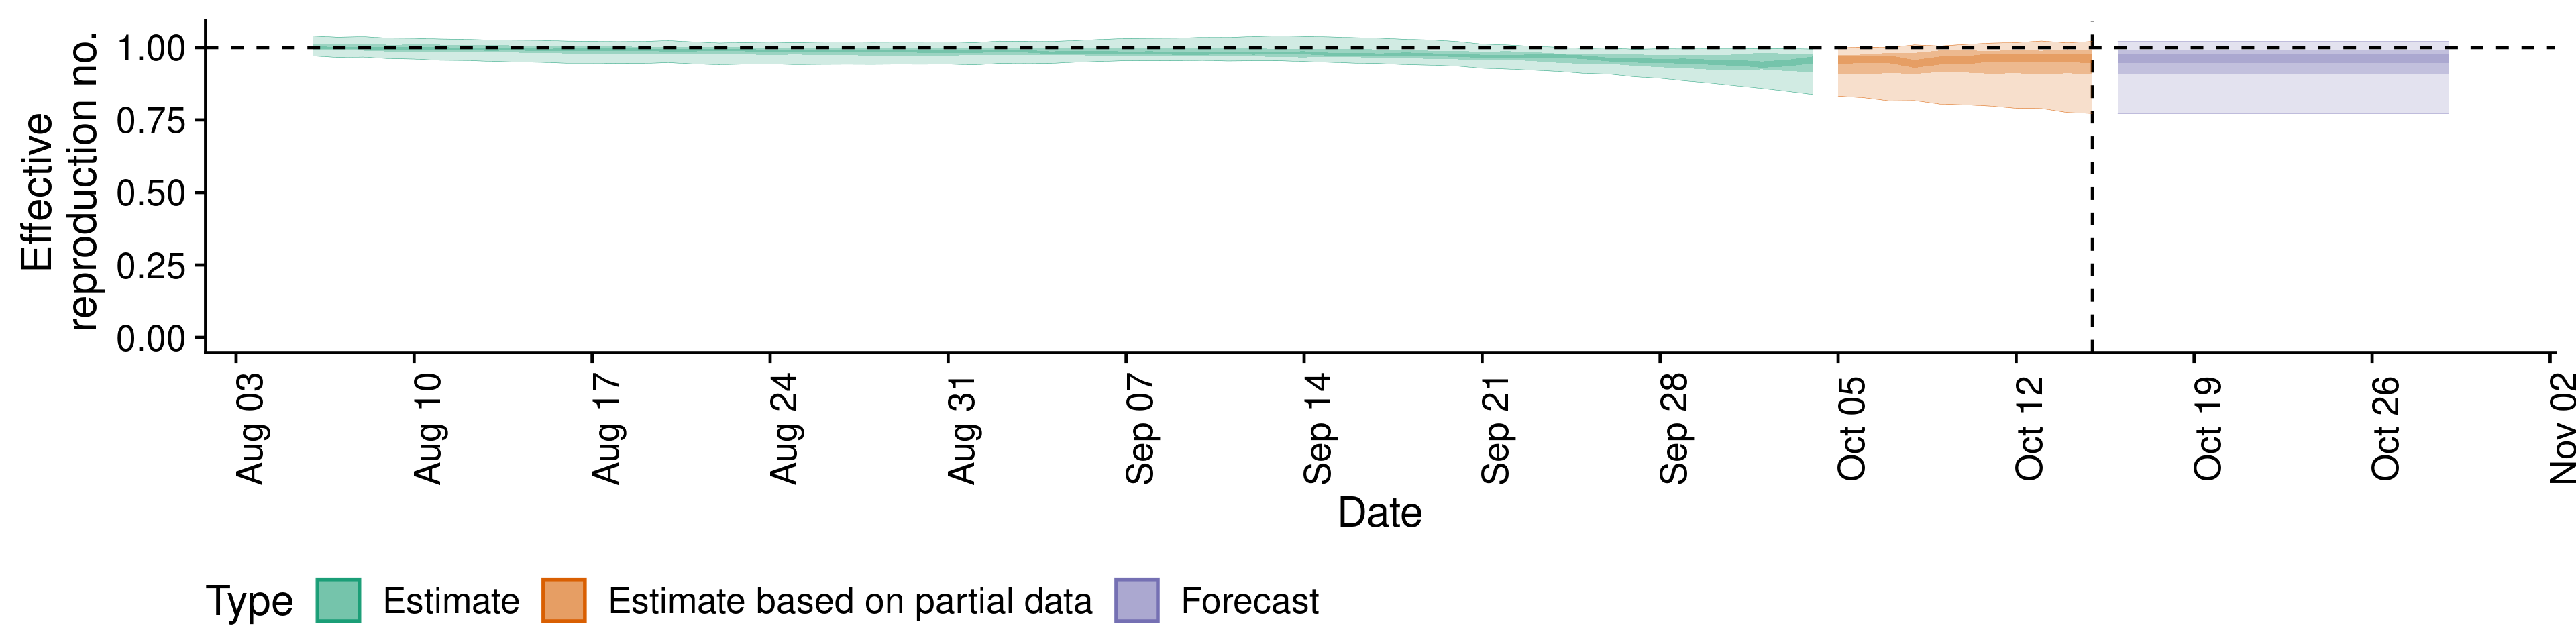 Effective
reproduction no.
1.00
0.75
0.50
0.25
0.00
Aug 03
Aug 10
Aug 17
Aug 24
Aug 31
Sep 07
Sep 14
Sep 21
Sep 28
Oct 05
Oct 12
Oct 19
Oct 26
Nov 02
Date
Type
Estimate
Estimate based on partial data
Forecast